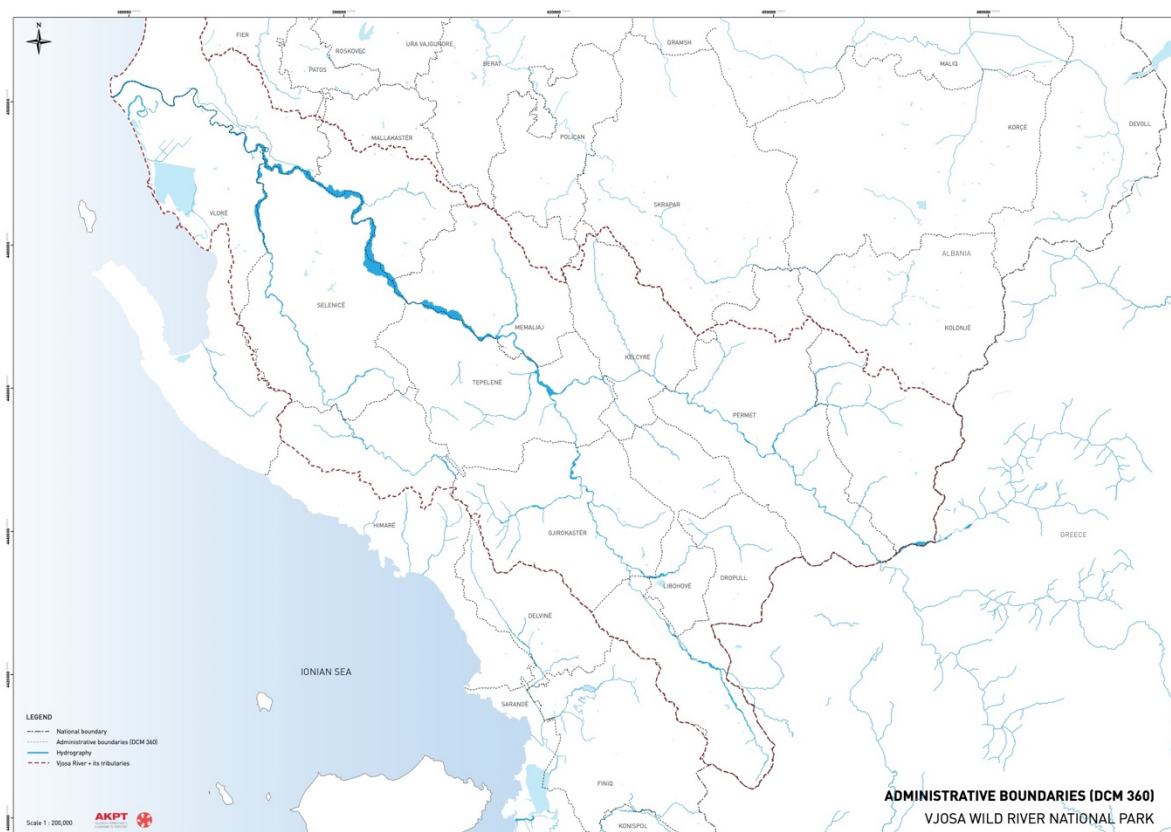 N
FIER
ROSKOVEC
URA VAJGURORE
BERAT
GRAMSH
MALIQ
PATOS
KORÇË
DEVOLL
MALLAKASTËR
POLIÇAN
VLORË
SKRAPAR
ALBANIA
SELENICË
MEMALIAJ
KOLONJË
KELCYRË
TEPELENË
PËRMET
HIMARË
GJIROKASTËR
GREECE
LIBOHOVË
DROPULL
DELVINË
IONIAN SEA
SARANDË
FINIQ
KONISPOL
LEGEND
National boundary
Administrative boundaries (DCM 360)
Hydrography
Vjosa River + its tributaries
Scale 1 : 200,000
AKPT
ADMINISTRATIVE BOUNDARIES (DCM 360)
VJOSA WILD RIVER NATIONAL PARK